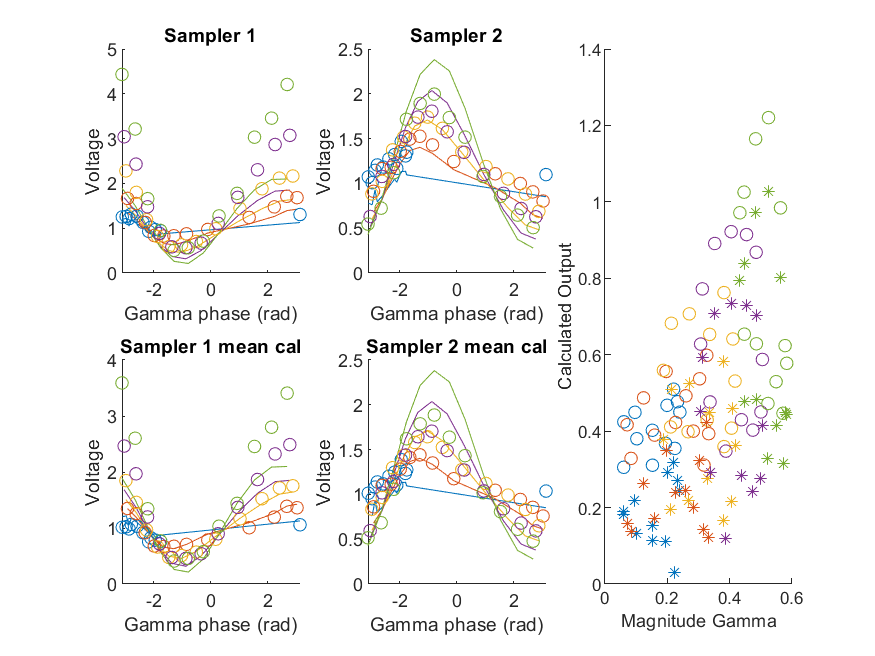 Sampler 1
5
4
3
2
1
0
Voltage
-2 0 2
Gamma phase (rad)
Sampler 2
2.5
2
1.5
1
0.5
0
Voltage
-2 0 2
Gamma phase (rad)
Sampler 1 mean cal
4
3
2
1
0
Voltage
-2 0 2
Gamma phase (rad)
Sampler 2 mean cal
2.5
2
1.5
1
0.5
0
Voltage
-2 0 2
Gamma phase (rad)
1.4
1.2
1
0.8
0.6
0.4
0.2
0
Calculated Output
0 0.2 0.4 0.6
Magnitude Gamma